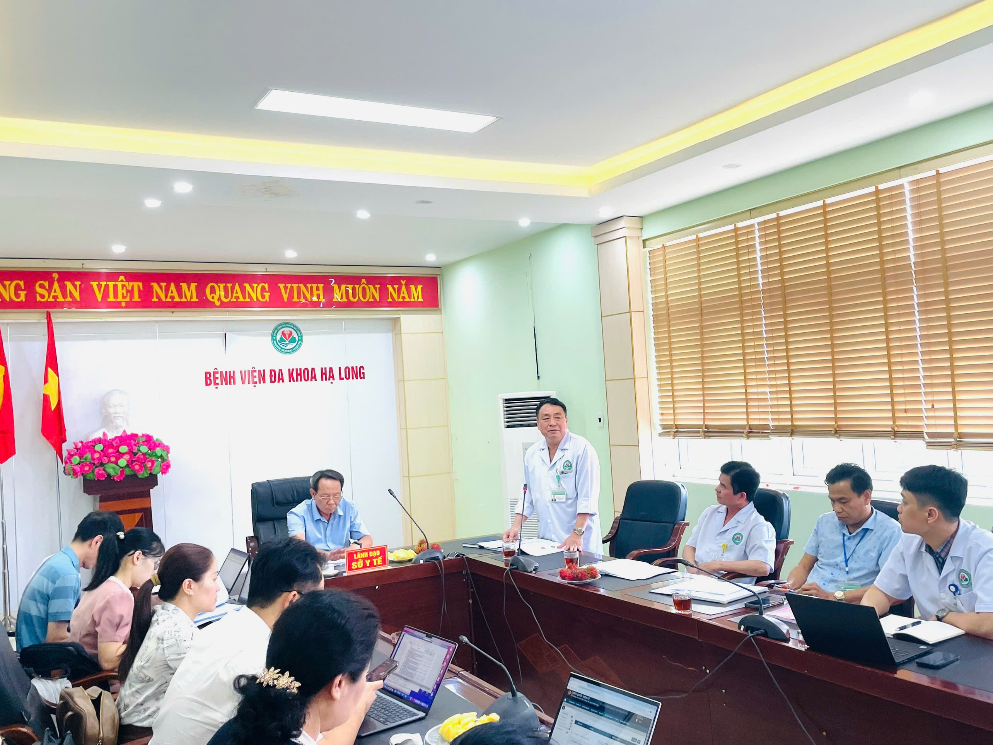 NG SẢN VIỆT NAM QUANG VINH MUÔN NĂM
BỆNH VIỆN ĐA KHOA HẠ LONG
LÃNH ĐẠO
SỞ Y TẾ